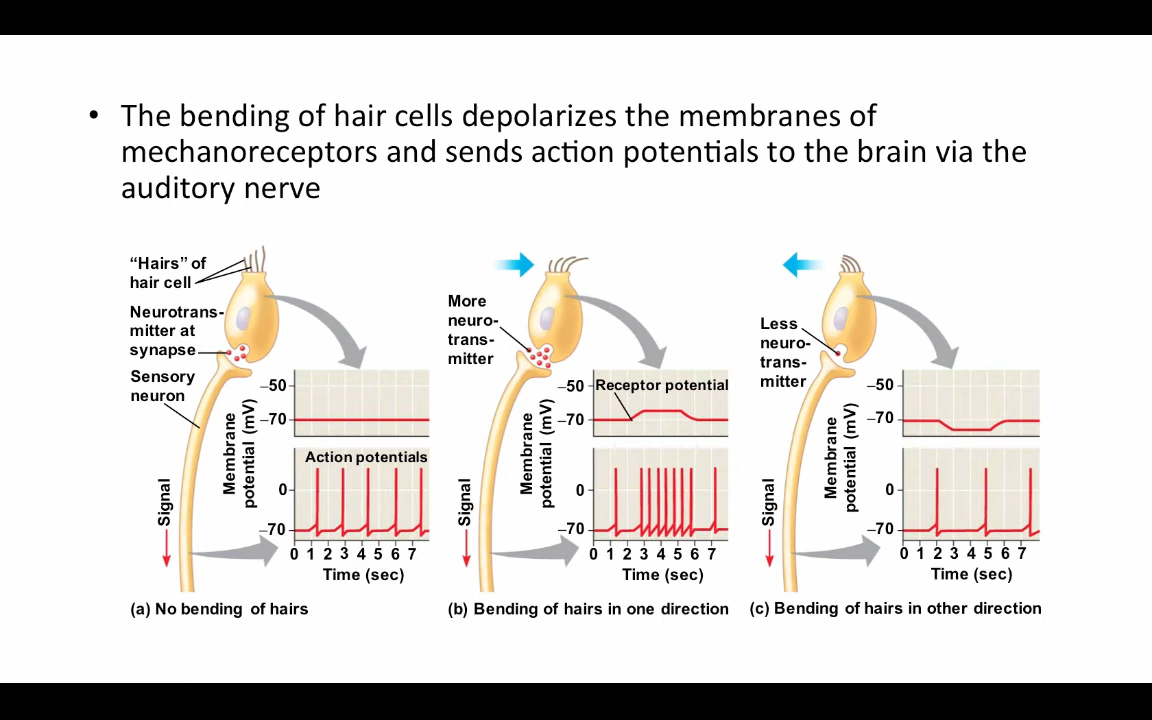 • The bending of hair cells depolarizes the membranes of
mechanoreceptors and sends action potentials to the brain via the
auditory nerve
“Hairs” of
hair cell
Neurotrans-
mitter at
synapse
Sensory
neuron
Signal
Membrane
potential (mV)
–50
–70
Action potentials
0
–70
0 1 2 3 4 5 6 7
Time (sec)
(a) No bending of hairs
More
neuro-
trans-
mitter
Signal
Membrane
potential (mV)
–50
Receptor potential
–70
0
–70
0 1 2 3 4 5 6 7
Time (sec)
(b) Bending of hairs in one direction
Less
neuro-
trans-
mitter
Signal
Membrane
potential (mV)
–50
–70
0
–70
0 1 2 3 4 5 6 7
Time (sec)
(c) Bending of hairs in other direction